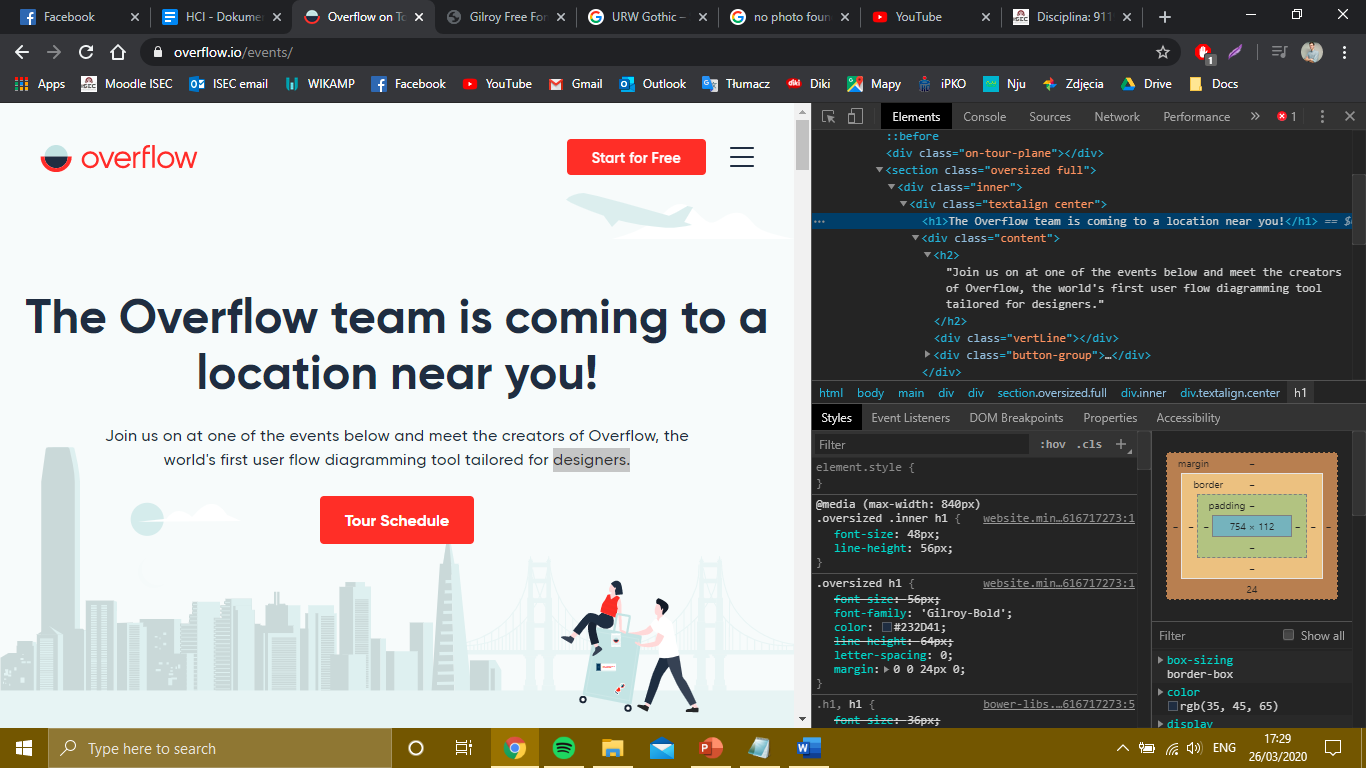 Facebook
HCI - Dokume
Overflow on To
Gilroy Free Fon
URW Gothic –
no photo foun
YouTube
Disciplina: 911
overflow.io/events/
1
Apps
Moodle ISEC
ISEC email
WIKAMP
Facebook
YouTube
Gmail
Outlook
Tłumacz
Diki
Mapy
iPKO
Nju
Zdjęcia
Drive
Docs
overflow
Start for Free
The Overflow team is coming to a
location near you!
Join us on at one of the events below and meet the creators of Overflow, the
world's first user flow diagramming tool tailored for designers.
Tour Schedule
Elements Console Sources Network Performance » 1
::before
<div class="on-tour-plane"></div>
<section class="oversized full">
<div class="inner">
<div class="textalign center">
… <h1>The Overflow team is coming to a location near you!</h1> == $
<div class="content">
<h2>
"Join us on at one of the events below and meet the creators
of Overflow, the world's first user flow diagramming tool
tailored for designers."
</h2>
<div class="vertLine"></div>
<div class="button-group">…</div>
</div>
html body main div div section.oversized.full div.inner div.textalign.center h1
Styles Event Listeners DOM Breakpoints Properties Accessibility
Filter :hov .cls +
element.style {
}
@media (max-width: 840px)
.oversized .inner h1 { website.min…616717273:1
font-size: 48px;
line-height: 56px;
}
.oversized h1 { website.min…616717273:1
font-size: 56px;
font-family: 'Gilroy-Bold';
color: #232D41;
line-height: 64px;
letter-spacing: 0;
margin: 0 0 24px 0;
}
.h1, h1 { bower-libs.…616717273:5
font-size: 36px;
margin –
border –
padding –
– – – 754 × 112 – – –
–
–
24
Filter Show all
box-sizing
border-box
color
rgb(35, 45, 65)
display
Type here to search
ENG
17:29
26/03/2020